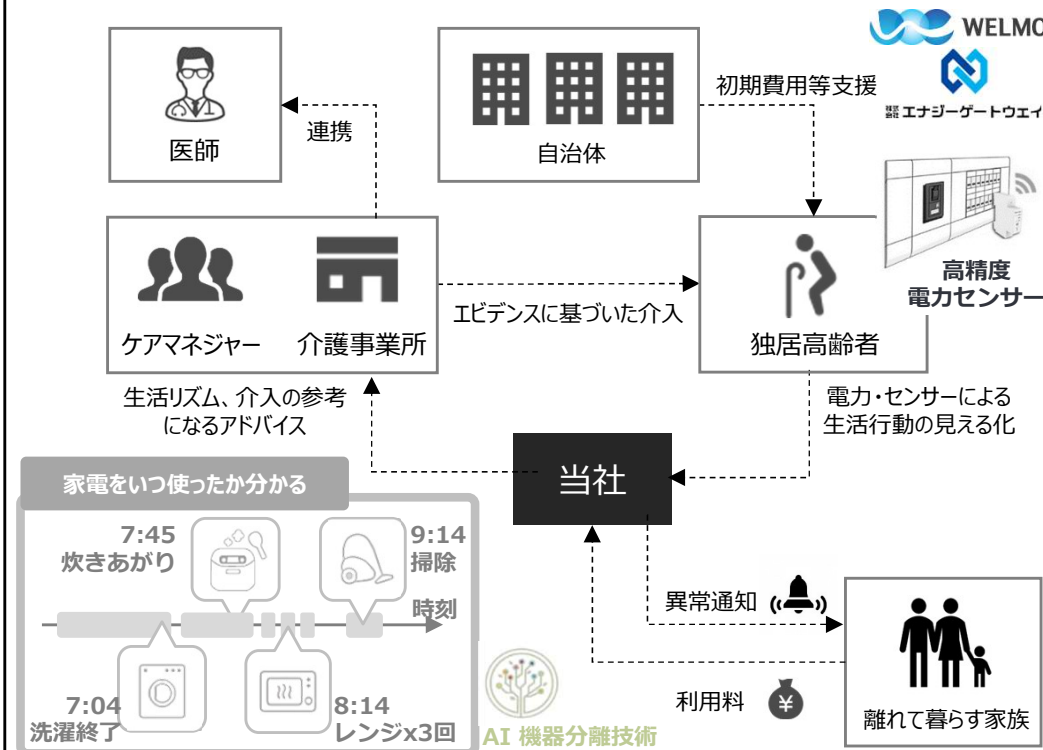 WELMO
株式会社 エナジーゲートウェイ
初期費用等支援
連携
医師
自治体
高精度
電力センサー
エビデンスに基づいた介入
ケアマネジャー
介護事業所
独居高齢者
生活リズム、介入の参考
になるアドバイス
電力・センサーによる
生活行動の見える化
当社
家電をいつ使ったか分かる
7:45
炊きあがり
9:14
掃除
時刻
7:04
洗濯終了
8:14
レンジx3回
AI 機器分離技術
異常通知
利用料
¥
離れて暮らす家族